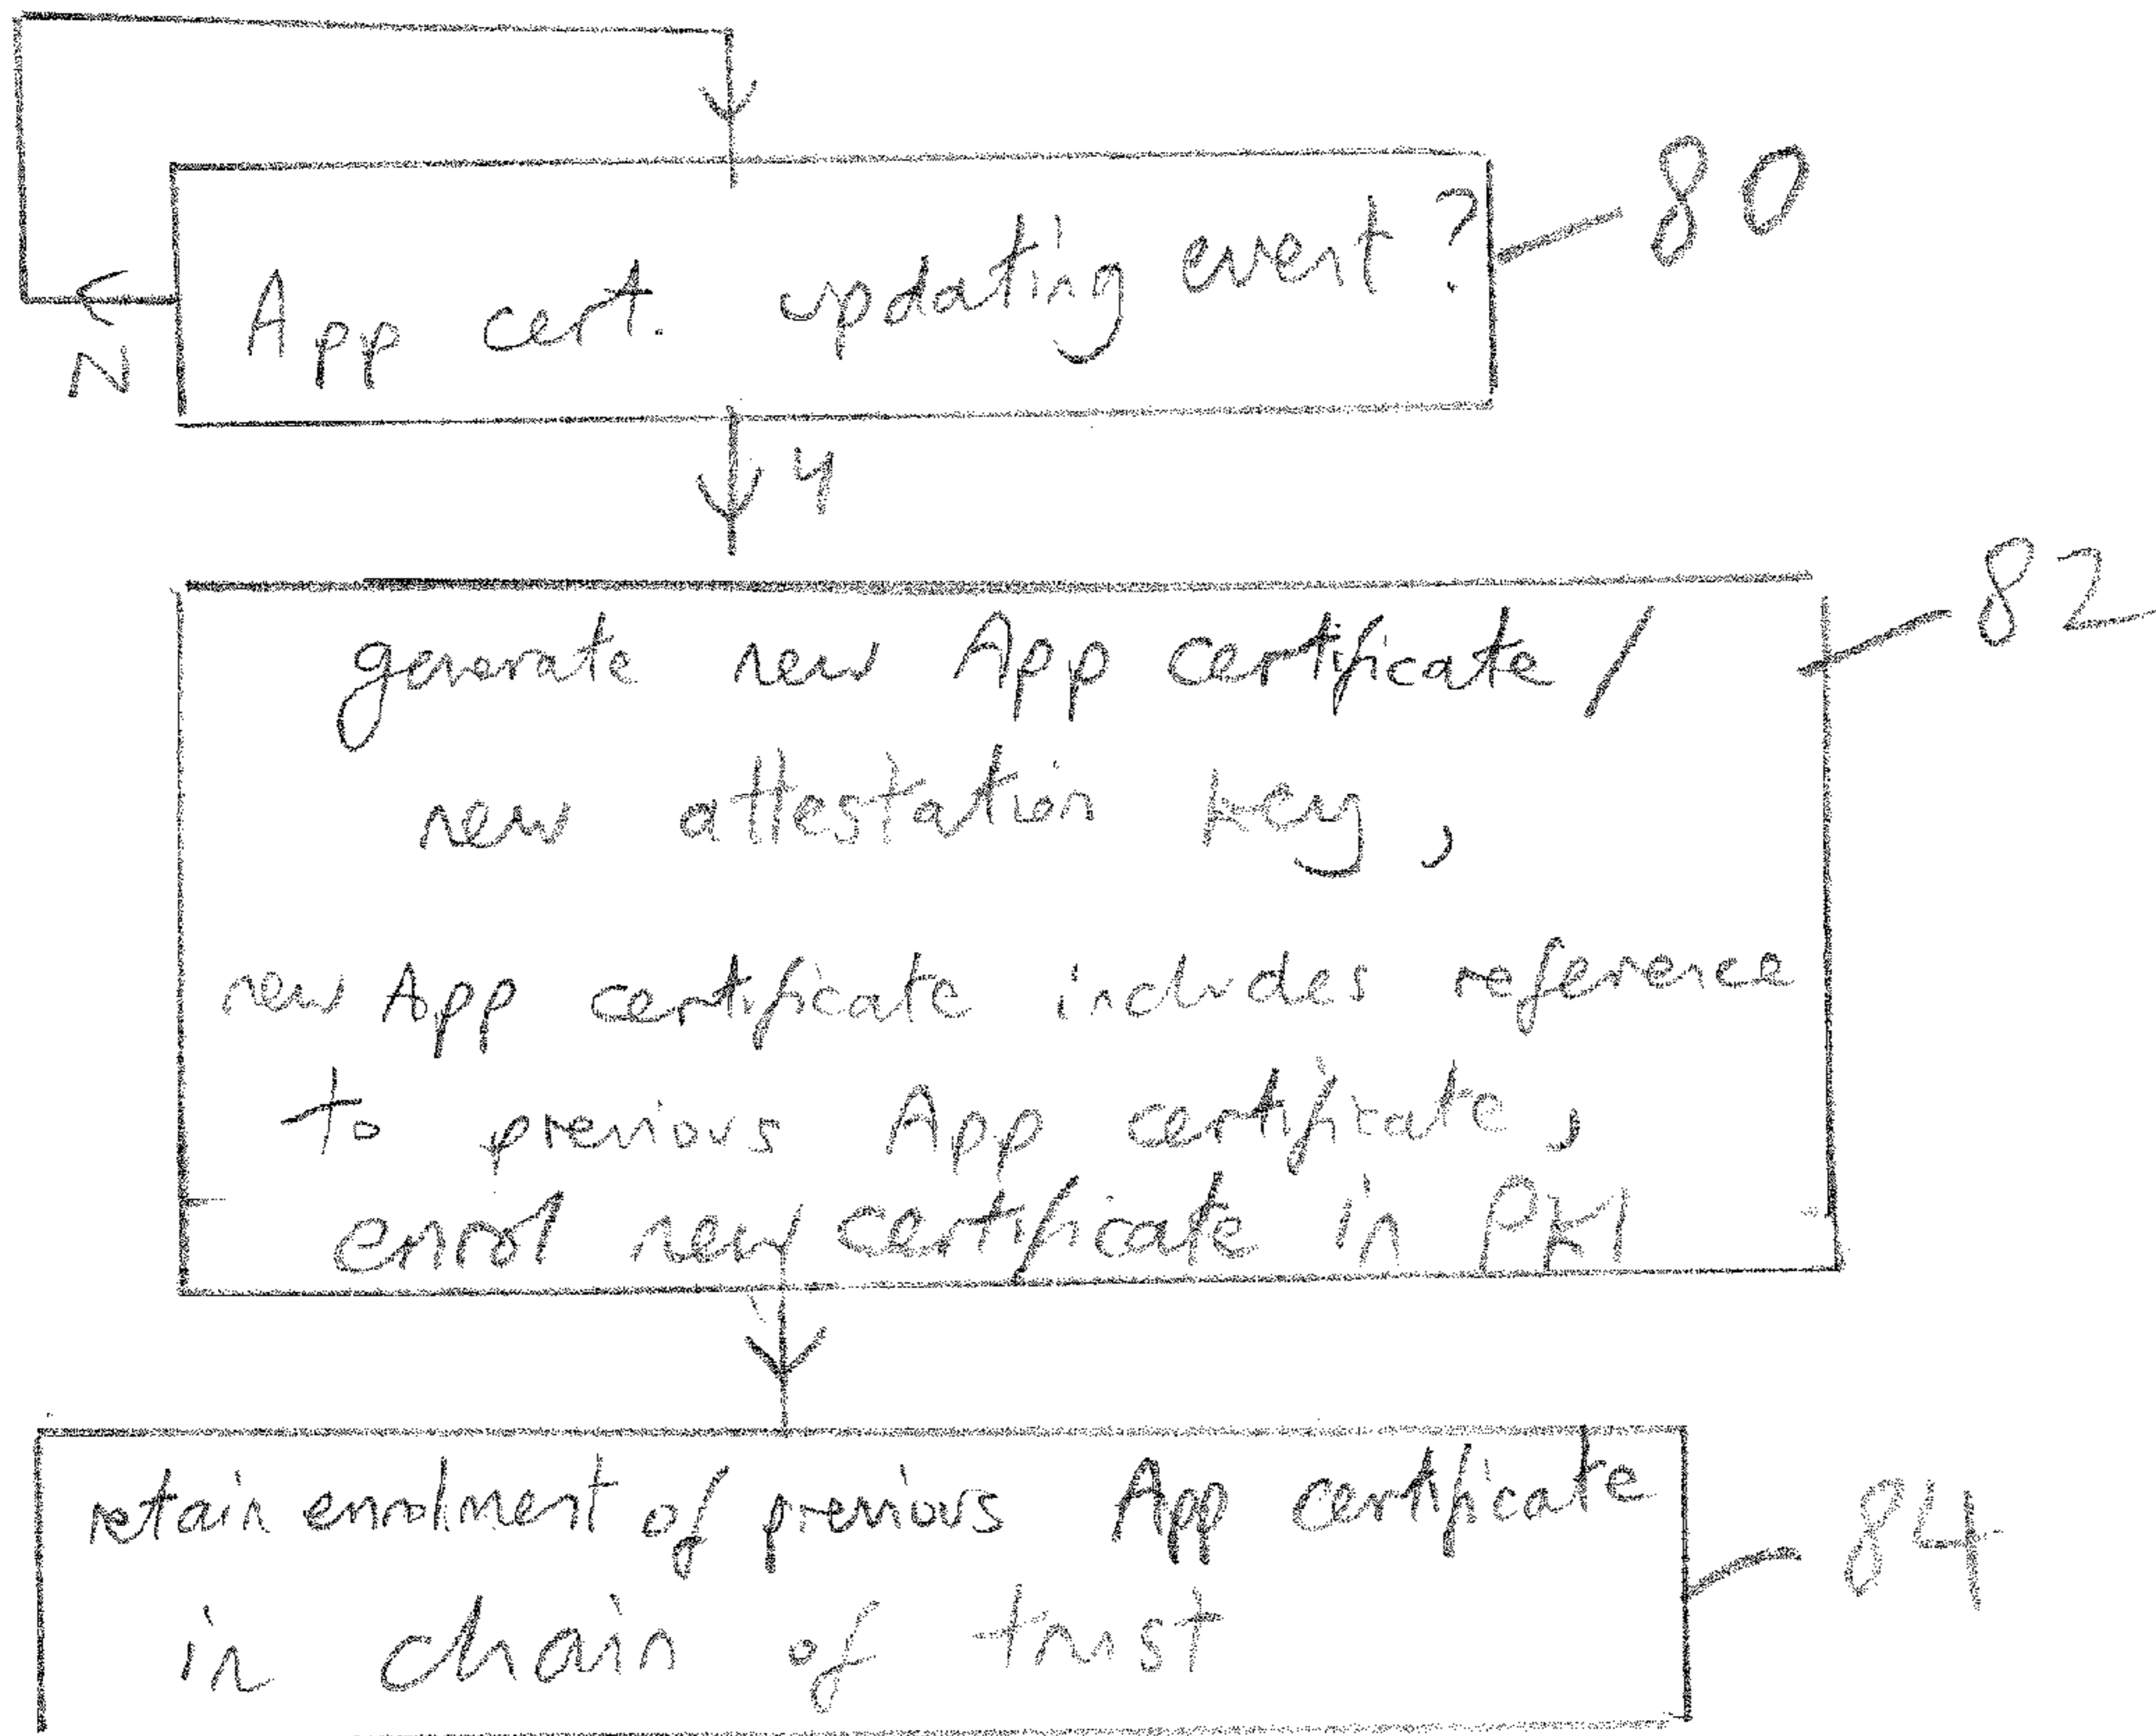 App cert. updating event?
80
N
Y
generate new App certificate /
82
new attestation key,
new App certificate includes reference
to previous App certificate,
enrol new certificate in PKI
retain enrolment of previous App certificate
84
in chain of trust